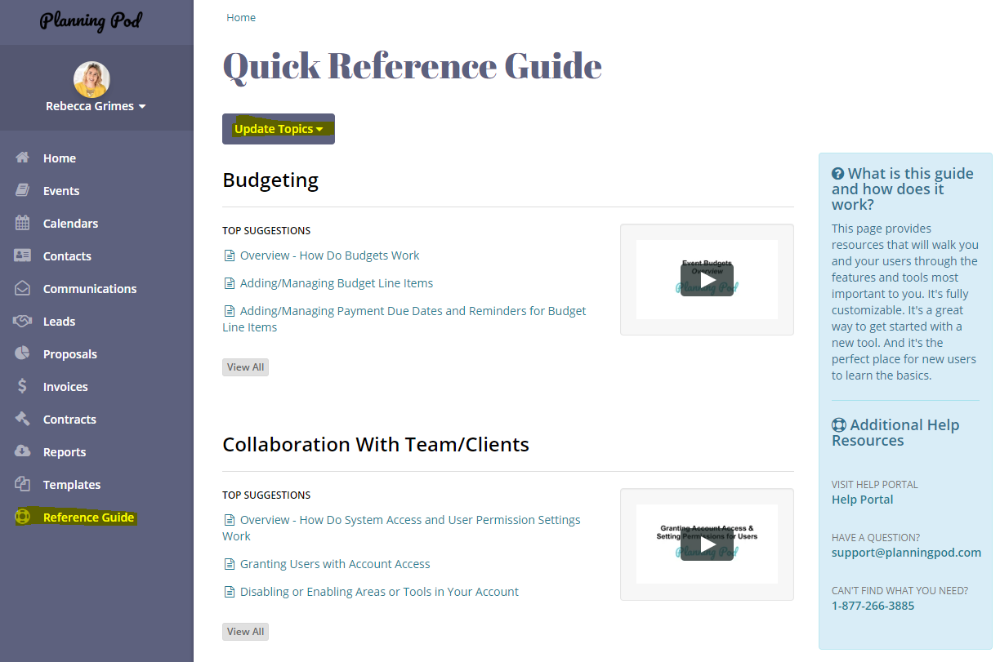 Planning Pod
Rebecca Grimes
Home
Events
Calendars
Contacts
Communications
Leads
Proposals
Invoices
Contracts
Reports
Templates
Reference Guide
Home
Quick Reference Guide
Update Topics
Budgeting
TOP SUGGESTIONS
Overview - How Do Budgets Work
Adding/Managing Budget Line Items
Adding/Managing Payment Due Dates and Reminders for Budget
Line Items
View All
Event Budgets
Overview
Planning Pod
Collaboration With Team/Clients
TOP SUGGESTIONS
Overview - How Do System Access and User Permission Settings
Work
Granting Users with Account Access
Disabling or Enabling Areas or Tools in Your Account
View All
Granting Account Access &
Setting Permissions for Users
Planning Pod
What is this guide
and how does it
work?
This page provides
resources that will walk you
and your users through the
features and tools most
important to you. It's fully
customizable. It's a great
way to get started with a
new tool. And it's the
perfect place for new users
to learn the basics.
Additional Help
Resources
VISIT HELP PORTAL
Help Portal
HAVE A QUESTION?
support@planningpod.com
CAN'T FIND WHAT YOU NEED?
1-877-266-3885